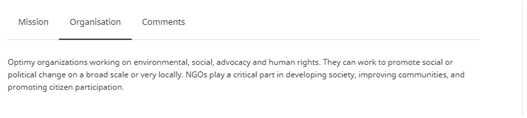 Mission Organisation Comments
Optimy organizations working on environmental, social, advocacy and human rights. They can work to promote social or
political change on a broad scale or very locally. NGOs play a critical part in developing society, improving communities, and
promoting citizen participation.